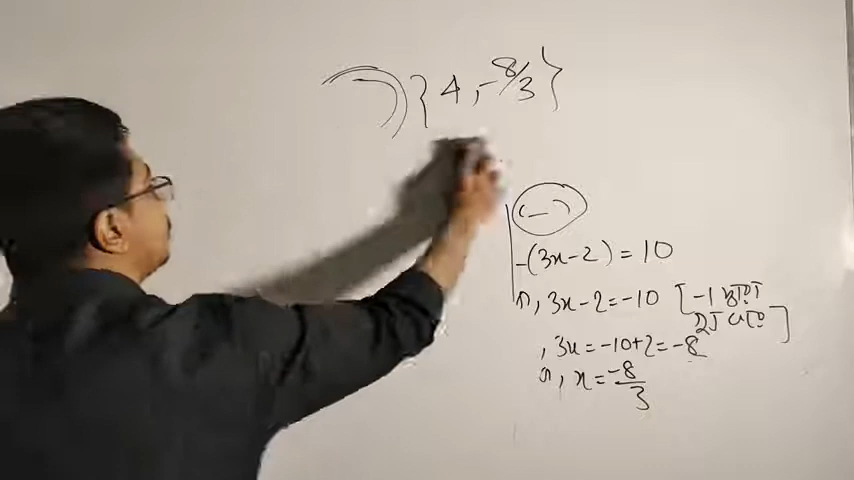 {4, -8/3}
(-)
-(3x-2) = 10
বা, 3x-2 = -10 [-1 দ্বারা
, 3x = -10+2 = -8
বা, x = -8/3